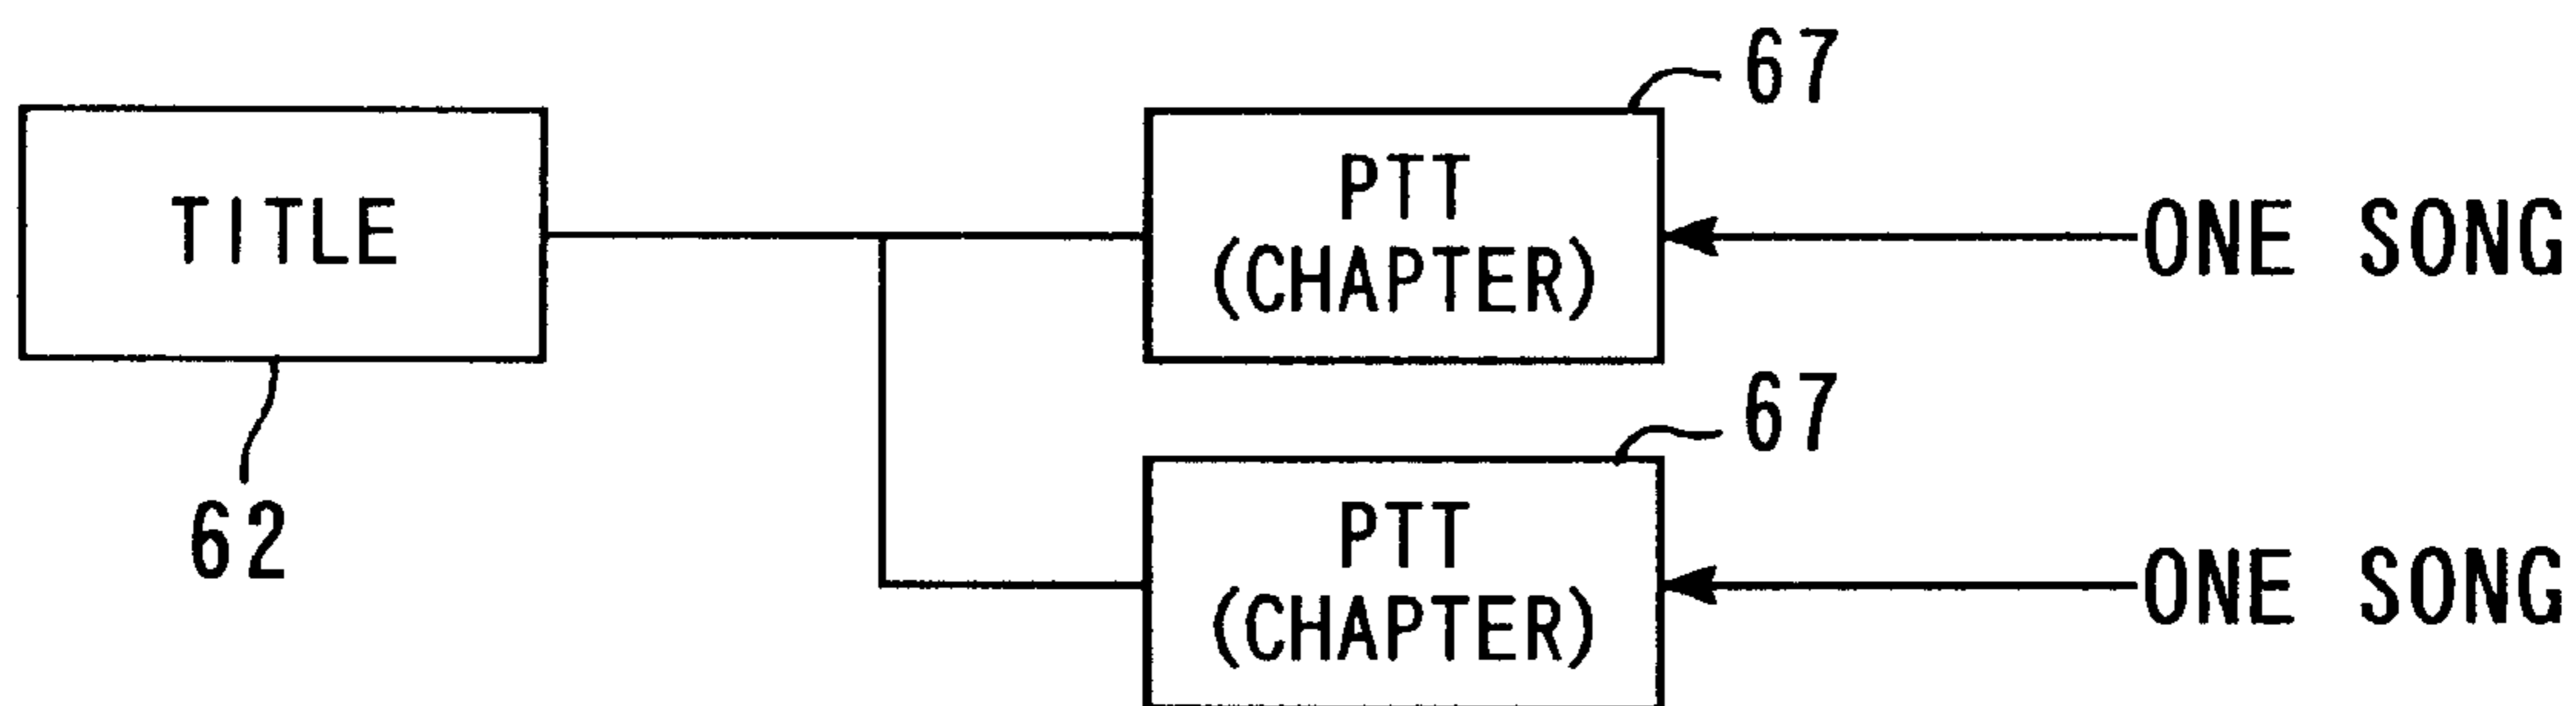 67
PTT
(CHAPTER)
TITLE
ONE SONG
62
67
PTT
(CHAPTER)
ONE SONG